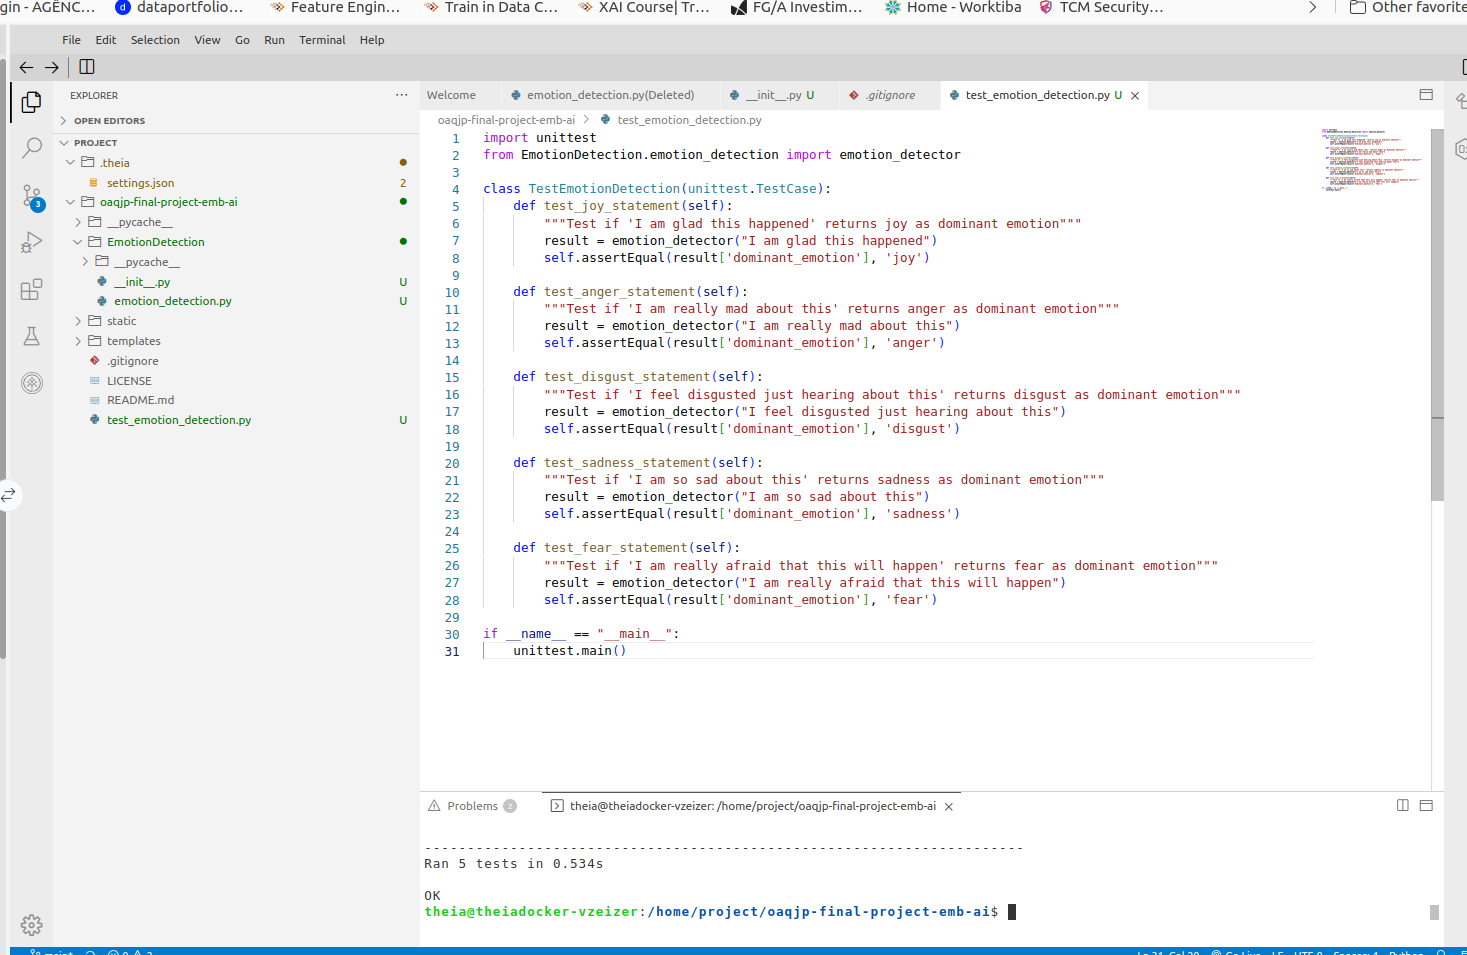 gin - AGÊNC...
dataportfolio...
Feature Engin...
Train in Data C...
XAI Course| Tr...
FG/A Investim...
Home - Worktiba
TCM Security...
Other favorite
File Edit Selection View Go Run Terminal Help
EXPLORER
OPEN EDITORS
PROJECT
.theia
settings.json 2
oaqjp-final-project-emb-ai
__pycache__
EmotionDetection
__pycache__
__init__.py U
emotion_detection.py U
static
templates
.gitignore
LICENSE
README.md
test_emotion_detection.py U
3
Welcome
emotion_detection.py(Deleted)
__init__.py U
.gitignore
test_emotion_detection.py U
oaqjp-final-project-emb-ai > test_emotion_detection.py
1 import unittest
2 from EmotionDetection.emotion_detection import emotion_detector
3
4 class TestEmotionDetection(unittest.TestCase):
5 def test_joy_statement(self):
6 """Test if 'I am glad this happened' returns joy as dominant emotion"""
7 result = emotion_detector("I am glad this happened")
8 self.assertEqual(result['dominant_emotion'], 'joy')
9
10 def test_anger_statement(self):
11 """Test if 'I am really mad about this' returns anger as dominant emotion"""
12 result = emotion_detector("I am really mad about this")
13 self.assertEqual(result['dominant_emotion'], 'anger')
14
15 def test_disgust_statement(self):
16 """Test if 'I feel disgusted just hearing about this' returns disgust as dominant emotion"""
17 result = emotion_detector("I feel disgusted just hearing about this")
18 self.assertEqual(result['dominant_emotion'], 'disgust')
19
20 def test_sadness_statement(self):
21 """Test if 'I am so sad about this' returns sadness as dominant emotion"""
22 result = emotion_detector("I am so sad about this")
23 self.assertEqual(result['dominant_emotion'], 'sadness')
24
25 def test_fear_statement(self):
26 """Test if 'I am really afraid that this will happen' returns fear as dominant emotion"""
27 result = emotion_detector("I am really afraid that this will happen")
28 self.assertEqual(result['dominant_emotion'], 'fear')
29
30 if __name__ == "__main__":
31 unittest.main()
Problems 2
theia@theiadocker-vzeizer: /home/project/oaqjp-final-project-emb-ai
----------------------------------------------------------------------
Ran 5 tests in 0.534s
OK
theia@theiadocker-vzeizer:/home/project/oaqjp-final-project-emb-ai$